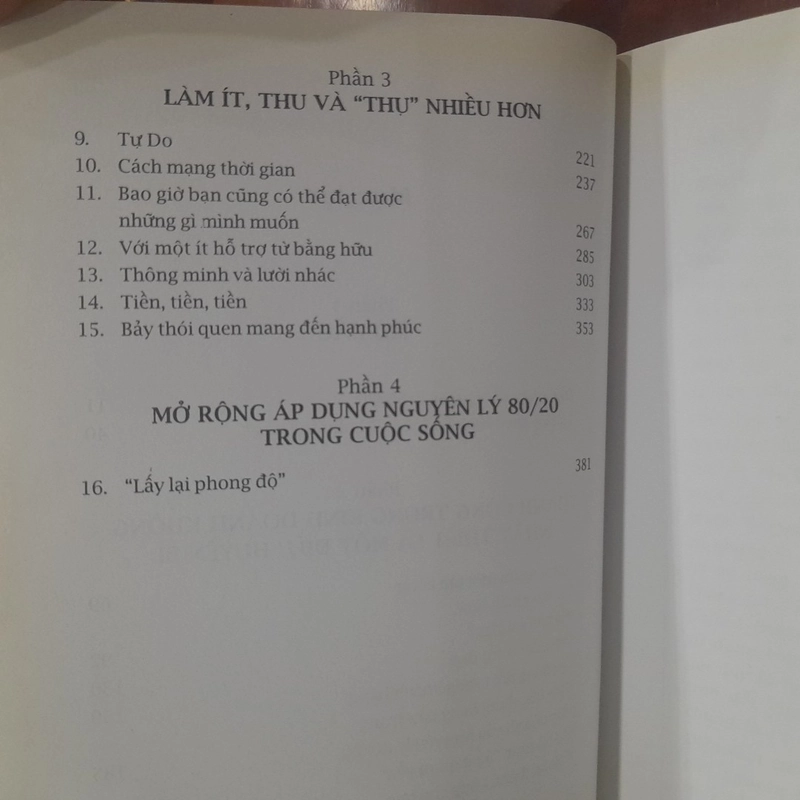 Phần 3
LÀM ÍT, THU VÀ “THỤ” NHIỀU HƠN
9. Tự Do 221
10. Cách mạng thời gian 237
11. Bao giờ bạn cũng có thể đạt được
những gì mình muốn 267
12. Với một ít hỗ trợ từ bằng hữu 285
13. Thông minh và lười nhác 303
14. Tiền, tiền, tiền 333
15. Bảy thói quen mang đến hạnh phúc 353
Phần 4
MỞ RỘNG ÁP DỤNG NGUYÊN LÝ 80/20
TRONG CUỘC SỐNG
16. “Lấy lại phong độ” 381